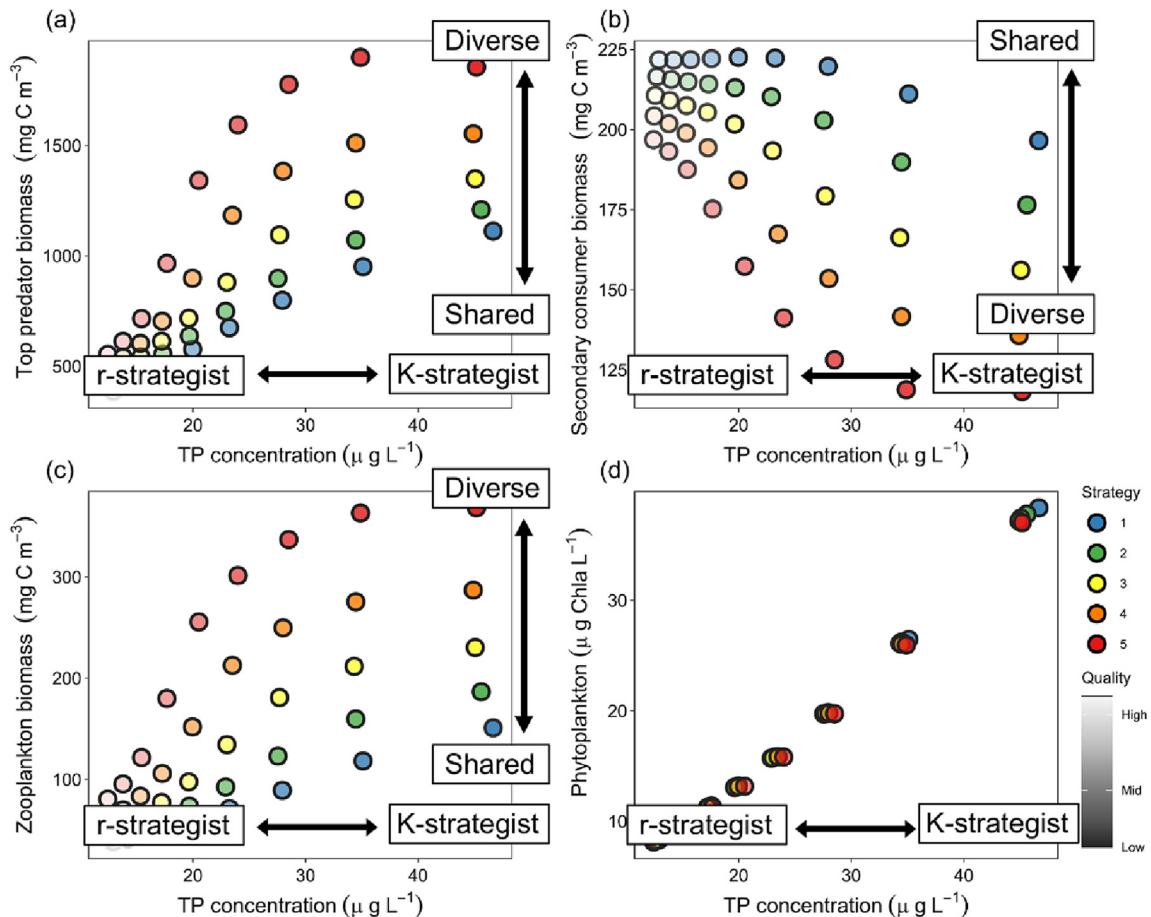 (a)
Diverse
Top predator biomass (mg C m⁻³)
1500
1000
500
Shared
r-strategist
K-strategist
20
40
TP concentration (μ g L⁻¹)
(b)
Shared
Secondary consumer biomass (mg C m⁻³)
225
200
175
150
125
Diverse
r-strategist
K-strategist
20
30
40
TP concentration (μ g L⁻¹)
(c)
Diverse
Zooplankton biomass (mg C m⁻³)
300
200
100
Shared
r-strategist
K-strategist
20
30
40
TP concentration (μ g L⁻¹)
(d)
Phytoplankton (μ g Chla L⁻¹)
30
20
10
r-strategist
K-strategist
20
30
40
TP concentration (μ g L⁻¹)
Strategy
1
2
3
4
5
Quality
High
Mid
Low